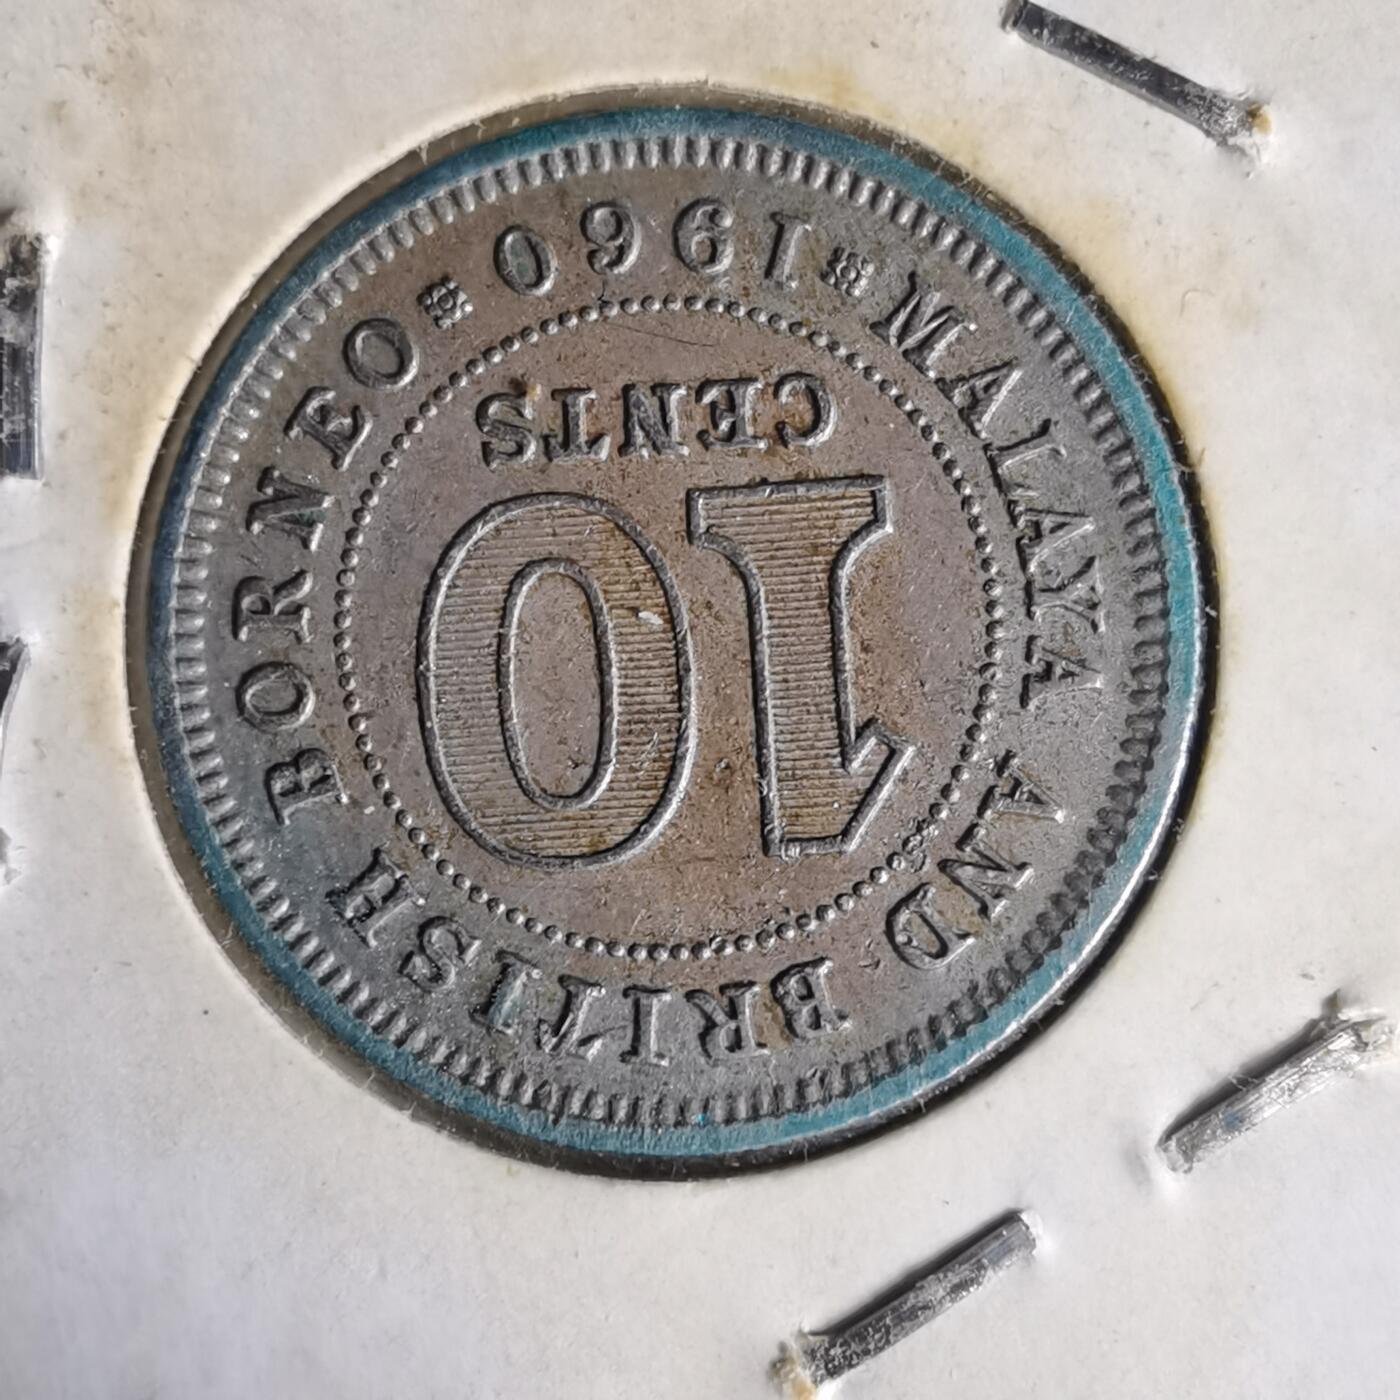 MALAYA AND BRITISH BORNEO
10
CENTS
1960